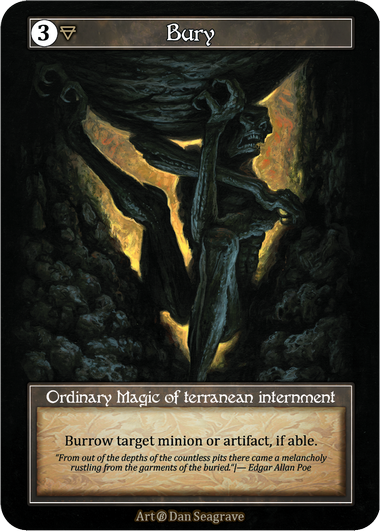 3 Bury
Ordinary Magic of terranean internment
Burrow target minion or artifact, if able.
"From out of the depths of the countless pits there came a melancholy
rustling from the garments of the buried."|— Edgar Allan Poe
Art @ Dan Seagrave